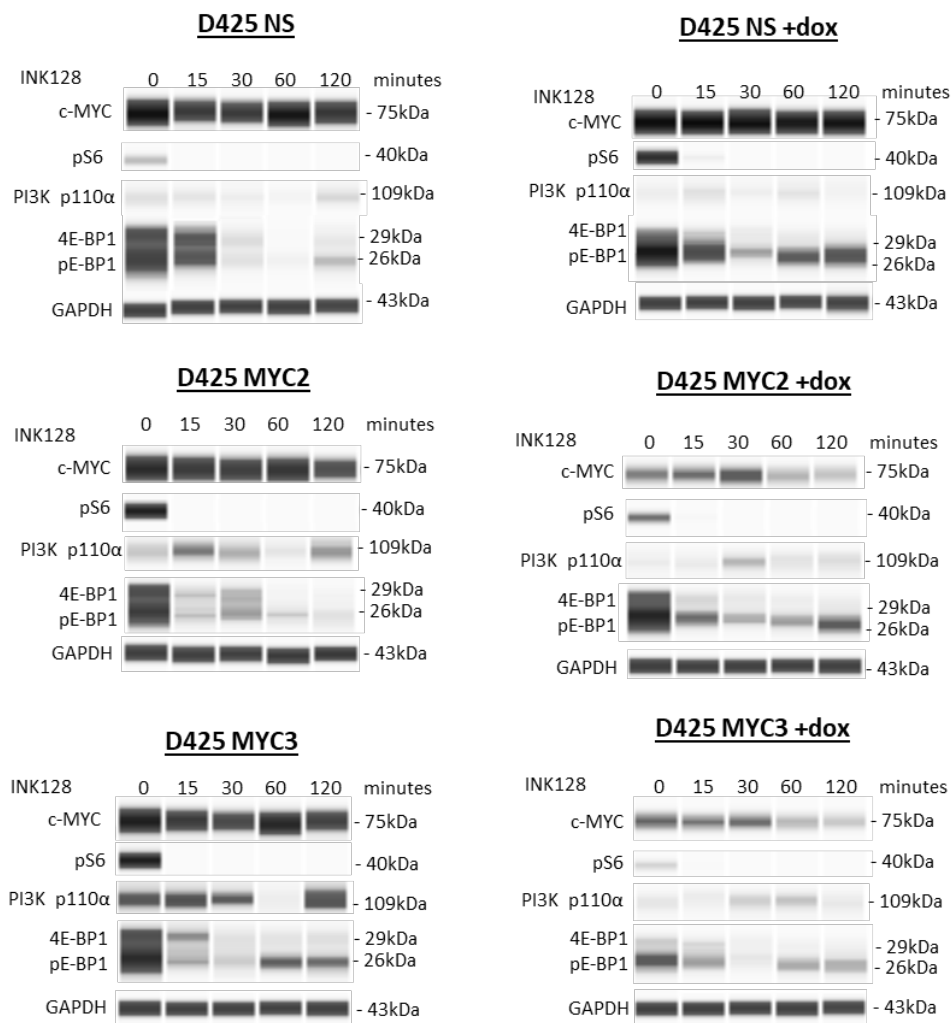 D425 NS
INK128 0 15 30 60 120 minutes
c-MYC - 75kDa
pS6 - 40kDa
PI3K p110α - 109kDa
4E-BP1 - 29kDa
pE-BP1 - 26kDa
GAPDH - 43kDa
D425 NS +dox
INK128 0 15 30 60 120 minutes
c-MYC - 75kDa
pS6 - 40kDa
PI3K p110α - 109kDa
4E-BP1 - 29kDa
pE-BP1 - 26kDa
GAPDH - 43kDa
D425 MYC2
INK128 0 15 30 60 120 minutes
c-MYC - 75kDa
pS6 - 40kDa
PI3K p110α - 109kDa
4E-BP1 - 29kDa
pE-BP1 - 26kDa
GAPDH - 43kDa
D425 MYC2 +dox
INK128 0 15 30 60 120 minutes
c-MYC - 75kDa
pS6 - 40kDa
PI3K p110α - 109kDa
4E-BP1 - 29kDa
pE-BP1 - 26kDa
GAPDH - 43kDa
D425 MYC3
INK128 0 15 30 60 120 minutes
c-MYC - 75kDa
pS6 - 40kDa
PI3K p110α - 109kDa
4E-BP1 - 29kDa
pE-BP1 - 26kDa
GAPDH - 43kDa
D425 MYC3 +dox
INK128 0 15 30 60 120 minutes
c-MYC - 75kDa
pS6 - 40kDa
PI3K p110α - 109kDa
4E-BP1 - 29kDa
pE-BP1 - 26kDa
GAPDH - 43kDa